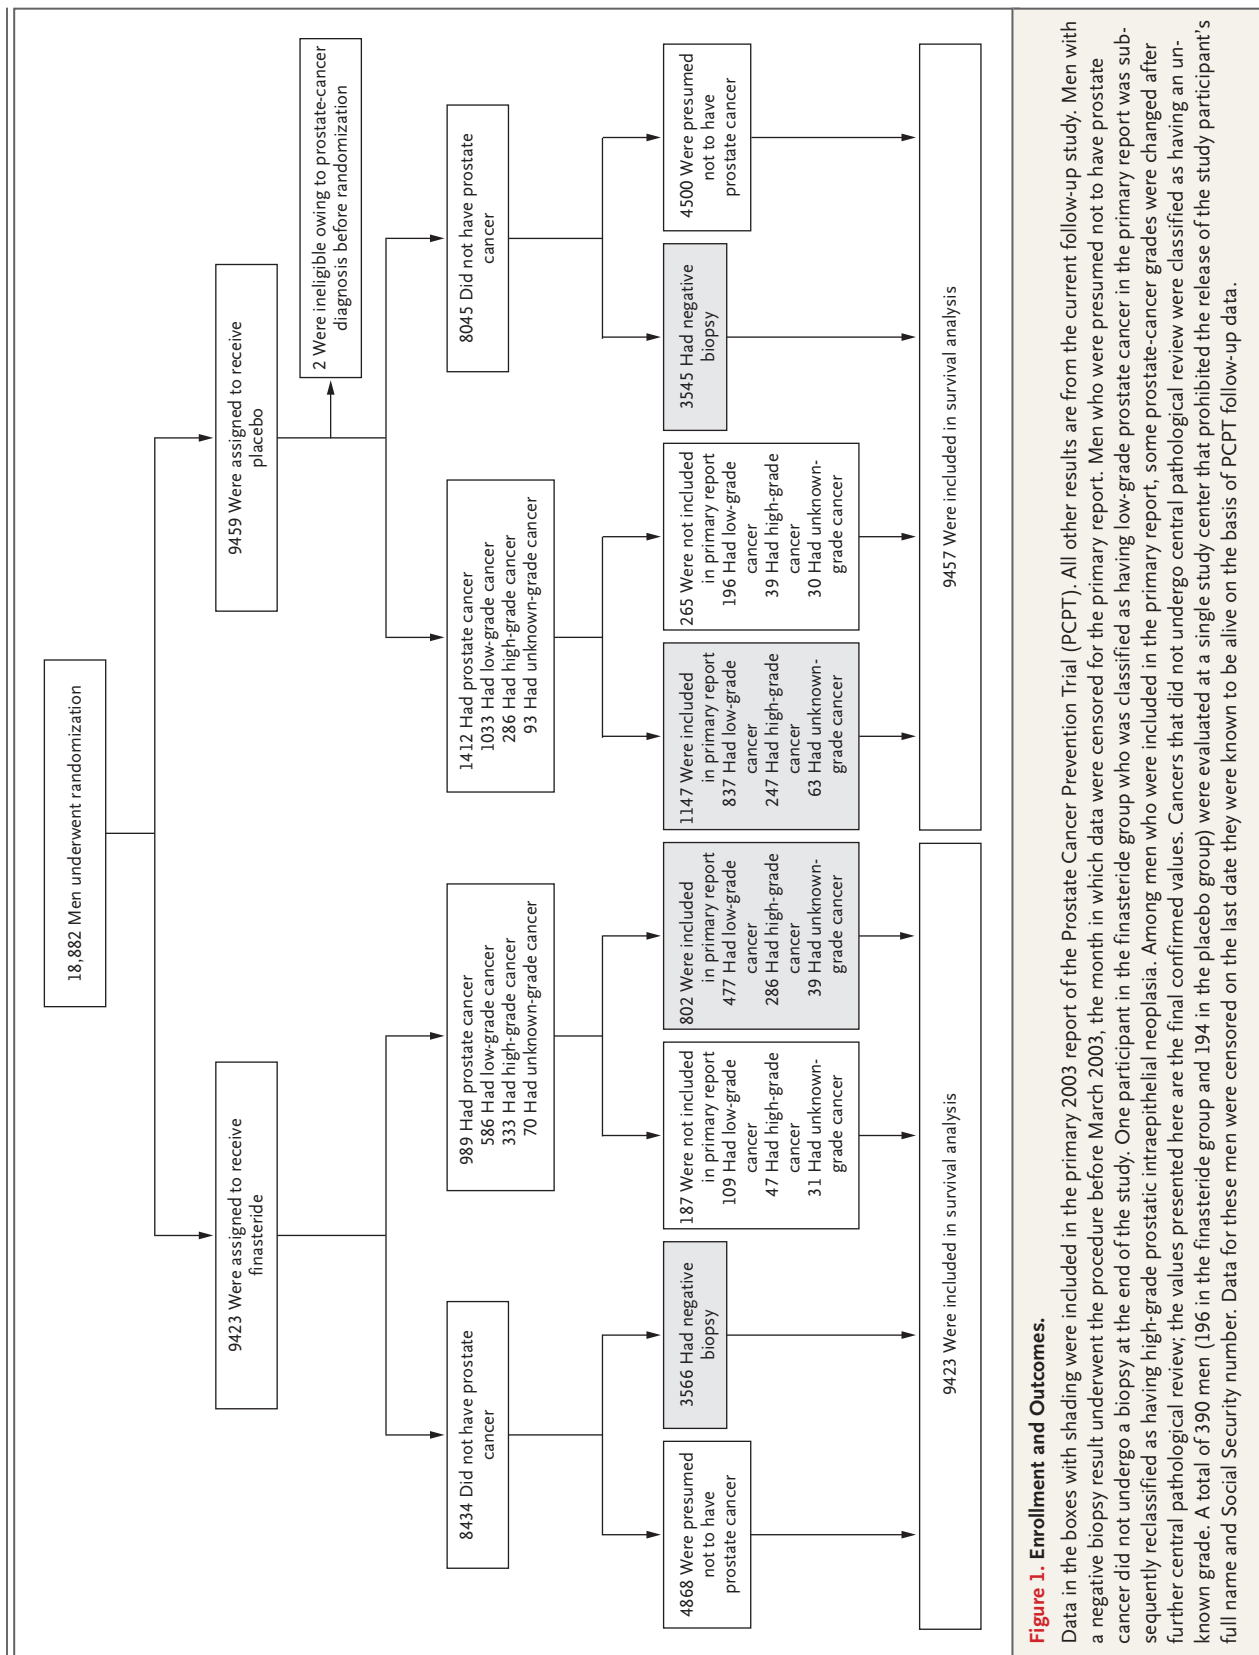 18,882 Men underwent randomization
9423 Were assigned to receive
finasteride
9459 Were assigned to receive
placebo
2 Were ineligible owing to prostate-cancer
diagnosis before randomization
8434 Did not have prostate
cancer
989 Had prostate cancer
586 Had low-grade cancer
333 Had high-grade cancer
70 Had unknown-grade cancer
1412 Had prostate cancer
1033 Had low-grade cancer
286 Had high-grade cancer
93 Had unknown-grade cancer
8045 Did not have prostate
cancer
4868 Were presumed
not to have
prostate cancer
3566 Had negative
biopsy
187 Were not included
in primary report
109 Had low-grade
cancer
47 Had high-grade
cancer
31 Had unknown-
grade cancer
802 Were included
in primary report
477 Had low-grade
cancer
286 Had high-grade
cancer
39 Had unknown-
grade cancer
1147 Were included
in primary report
837 Had low-grade
cancer
247 Had high-grade
cancer
63 Had unknown-
grade cancer
265 Were not included
in primary report
196 Had low-grade
cancer
39 Had high-grade
cancer
30 Had unknown-
grade cancer
3545 Had negative
biopsy
4500 Were presumed
not to have
prostate cancer
9423 Were included in survival analysis
9457 Were included in survival analysis
Figure 1. Enrollment and Outcomes.
Data in the boxes with shading were included in the primary 2003 report of the Prostate Cancer Prevention Trial (PCPT). All other results are from the current follow-up study. Men with
a negative biopsy result underwent the procedure before March 2003, the month in which data were censored for the primary report. Men who were presumed not to have prostate
cancer did not undergo a biopsy at the end of the study. One participant in the finasteride group who was classified as having low-grade prostate cancer in the primary report was sub-
sequently reclassified as having high-grade prostatic intraepithelial neoplasia. Among men who were included in the primary report, some prostate-cancer grades were changed after
further central pathological review; the values presented here are the final confirmed values. Cancers that did not undergo central pathological review were classified as having an un-
known grade. A total of 390 men (196 in the finasteride group and 194 in the placebo group) were evaluated at a single study center that prohibited the release of the study participant's
full name and Social Security number. Data for these men were censored on the last date they were known to be alive on the basis of PCPT follow-up data.